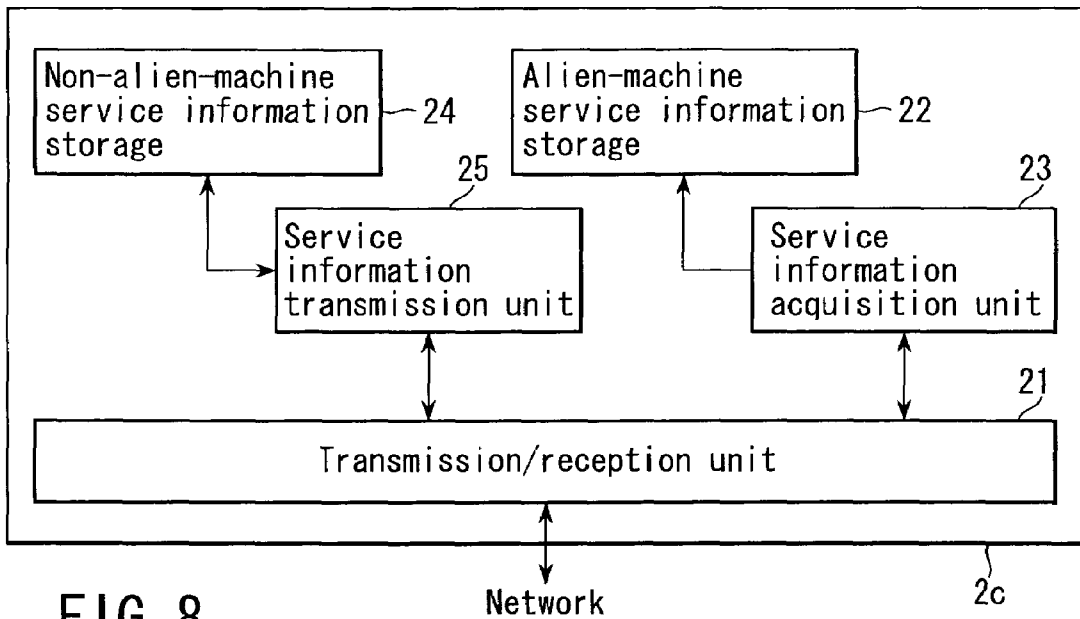 Non-alien-machine
service information
storage
24
Alien-machine
service information
storage
22
25
Service
information
transmission unit
23
Service
information
acquisition unit
21
Transmission/reception unit
Network
2c
FIG. 8